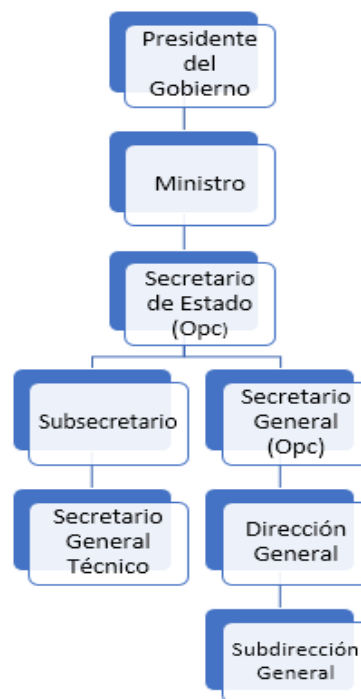 Presidente
del
Gobierno
Ministro
Secretario
de Estado
(Opc)
Subsecretario
Secretario
General
(Opc)
Secretario
General
Técnico
Dirección
General
Subdirección
General